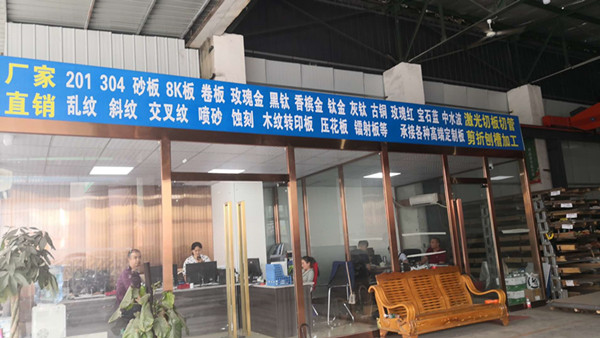 厂家 201 304 砂板 8K板 卷板 玫瑰金 黑钛 香槟金 钛金 灰钛 古铜 玫瑰红 宝石蓝 中水波 激光切板切管
直销 乱纹 斜纹 交叉纹 喷砂 蚀刻 木纹转印板 压花板 镭射板等 承接各种高端定制板 剪折刨槽加工